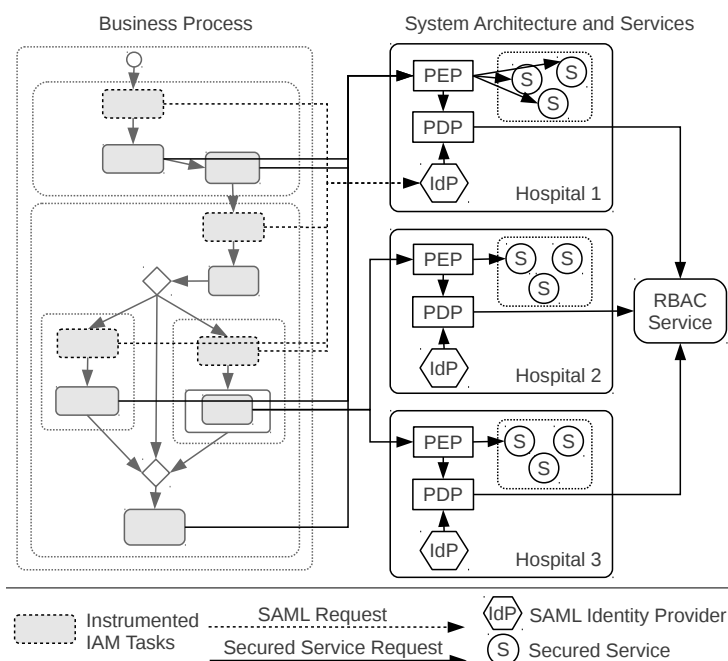 Business Process
System Architecture and Services
PEP
S
S
S
PDP
IdP
Hospital 1
PEP
S
S
S
PDP
IdP
Hospital 2
RBAC
Service
PEP
S
S
S
PDP
IdP
Hospital 3
Instrumented
IAM Tasks
SAML Request
Secured Service Request
IdP
SAML Identity Provider
S
Secured Service